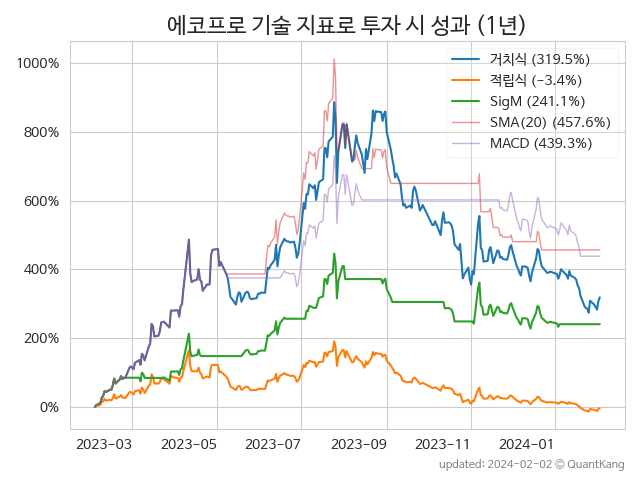 에코프로 기술 지표로 투자 시 성과 (1년)
거치식 (319.5%)
적립식 (−3.4%)
SigM (241.1%)
SMA(20) (457.6%)
MACD (439.3%)
1000%
800%
600%
400%
200%
0%
2023-03 2023-05 2023-07 2023-09 2023-11 2024-01
updated: 2024-02-02 © QuantKang